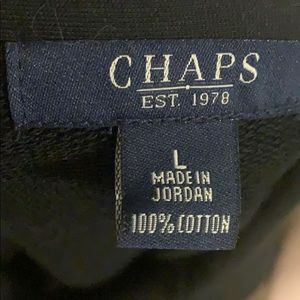 CHAPS
EST. 1978
L
MADE IN
JORDAN
100% COTTON